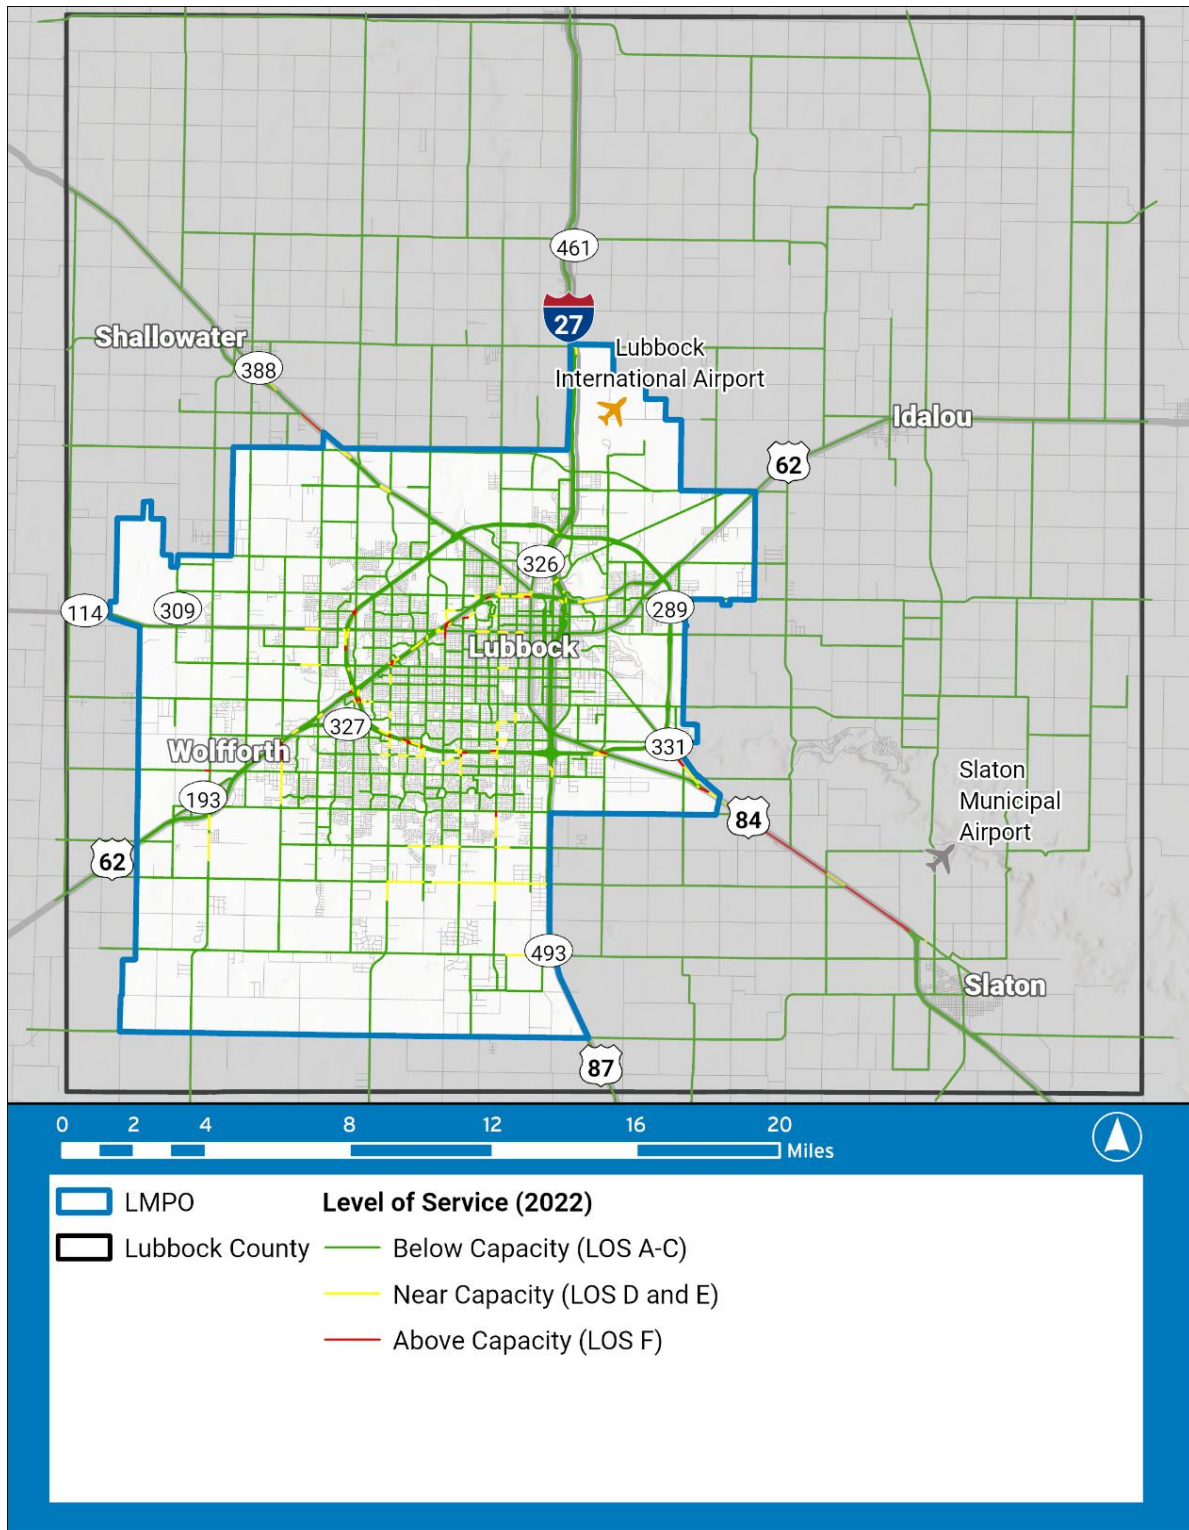 461
27
Shallowater
388
Lubbock
International Airport
Idalou
62
326
114
309
289
Lubbock
327
Wolfforth
331
193
Slaton
Municipal
Airport
84
62
493
Slaton
87
0 2 4 8 12 16 20
Miles
LMPO
Lubbock County
Level of Service (2022)
Below Capacity (LOS A-C)
Near Capacity (LOS D and E)
Above Capacity (LOS F)